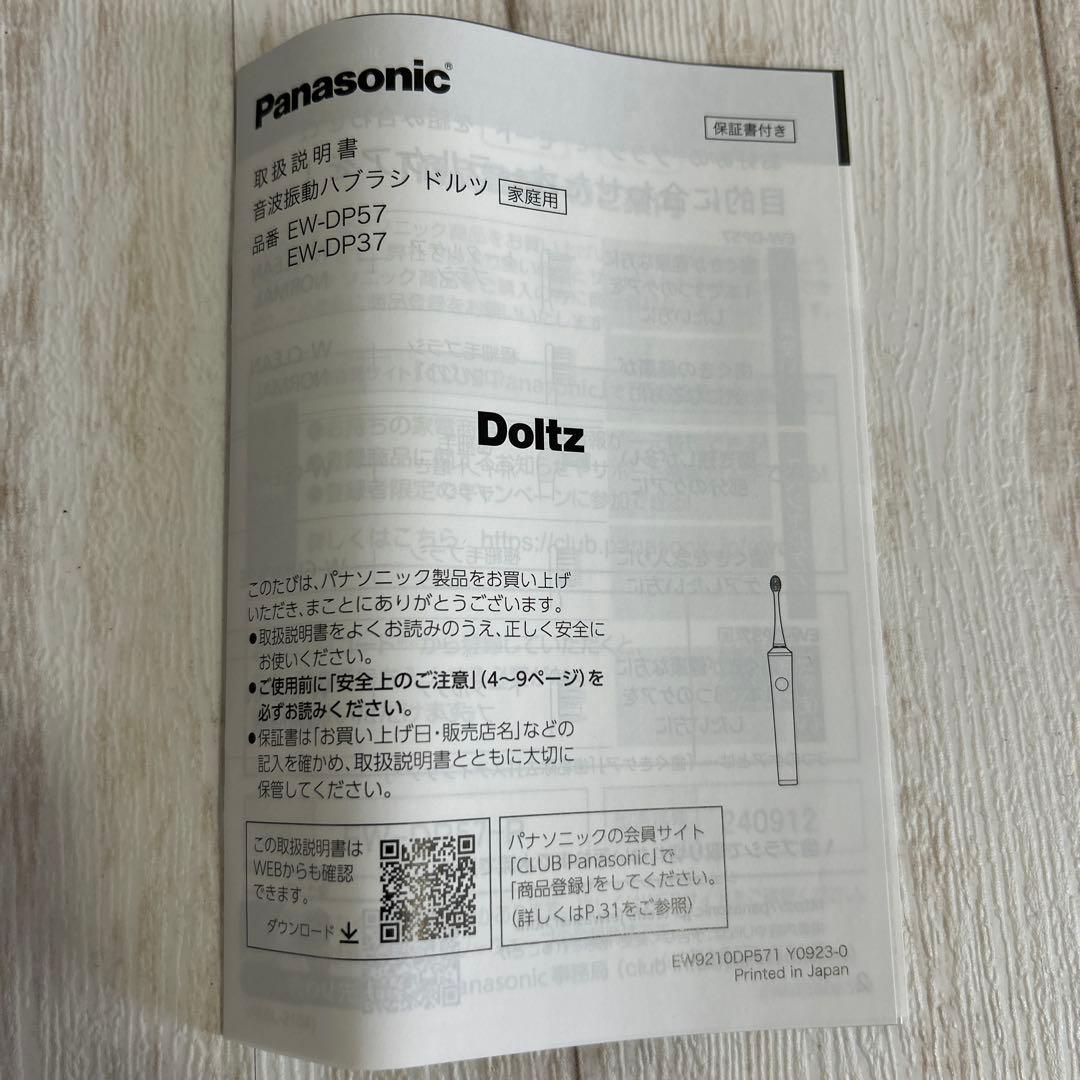 Panasonic®
保証書付き
取扱説明書
音波振動ハブラシ ドルツ 家庭用
品番 EW-DP57
EW-DP37
Doltz
このたびは、パナソニック製品をお買い上げ
いただき、まことにありがとうございます。
●取扱説明書をよくお読みのうえ、正しく安全に
お使いください。
●ご使用前に「安全上のご注意」(4～9ページ)を
必ずお読みください。
●保証書は「お買い上げ日・販売店名」などの
記入を確かめ、取扱説明書とともに大切に
保管してください。
この取扱説明書は
WEBからも確認
できます。
ダウンロード
パナソニックの会員サイト
「CLUB Panasonic」で
「商品登録」をしてください。
(詳しくはP.31をご参照)
EW9210DP571 Y0923-0
Printed in Japan